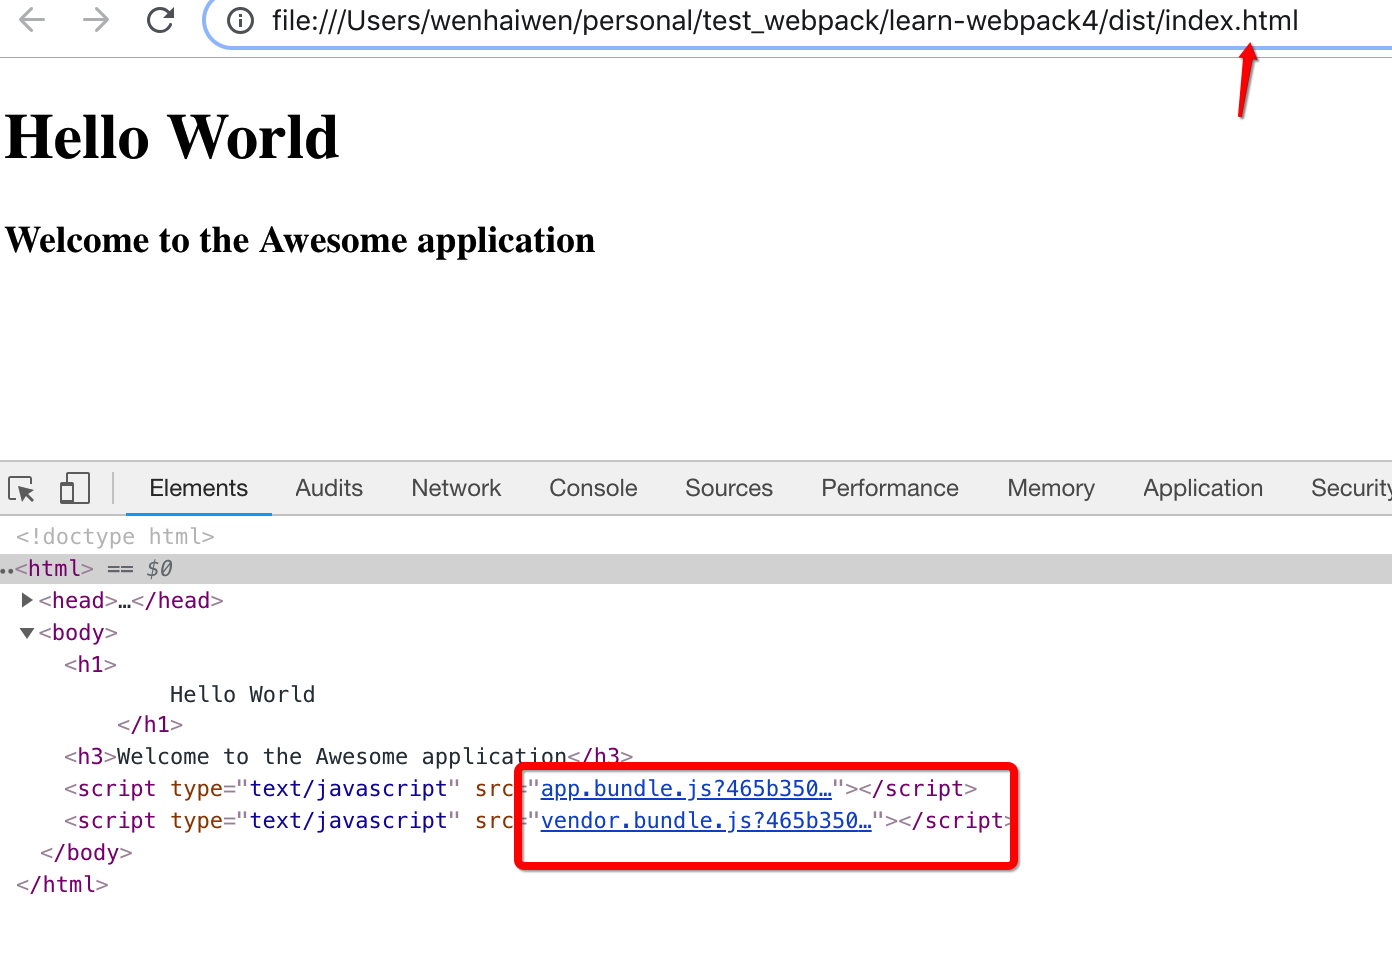 file:///Users/wenhaiwen/personal/test_webpack/learn-webpack4/dist/index.html
Hello World
Welcome to the Awesome application
Elements Audits Network Console Sources Performance Memory Application Security
<!doctype html>
..<html> == $0
<head>…</head>
<body>
<h1>
Hello World
</h1>
<h3>Welcome to the Awesome application</h3>
<script type="text/javascript" src="app.bundle.js?465b350…"></script>
<script type="text/javascript" src="vendor.bundle.js?465b350…"></script>
</body>
</html>